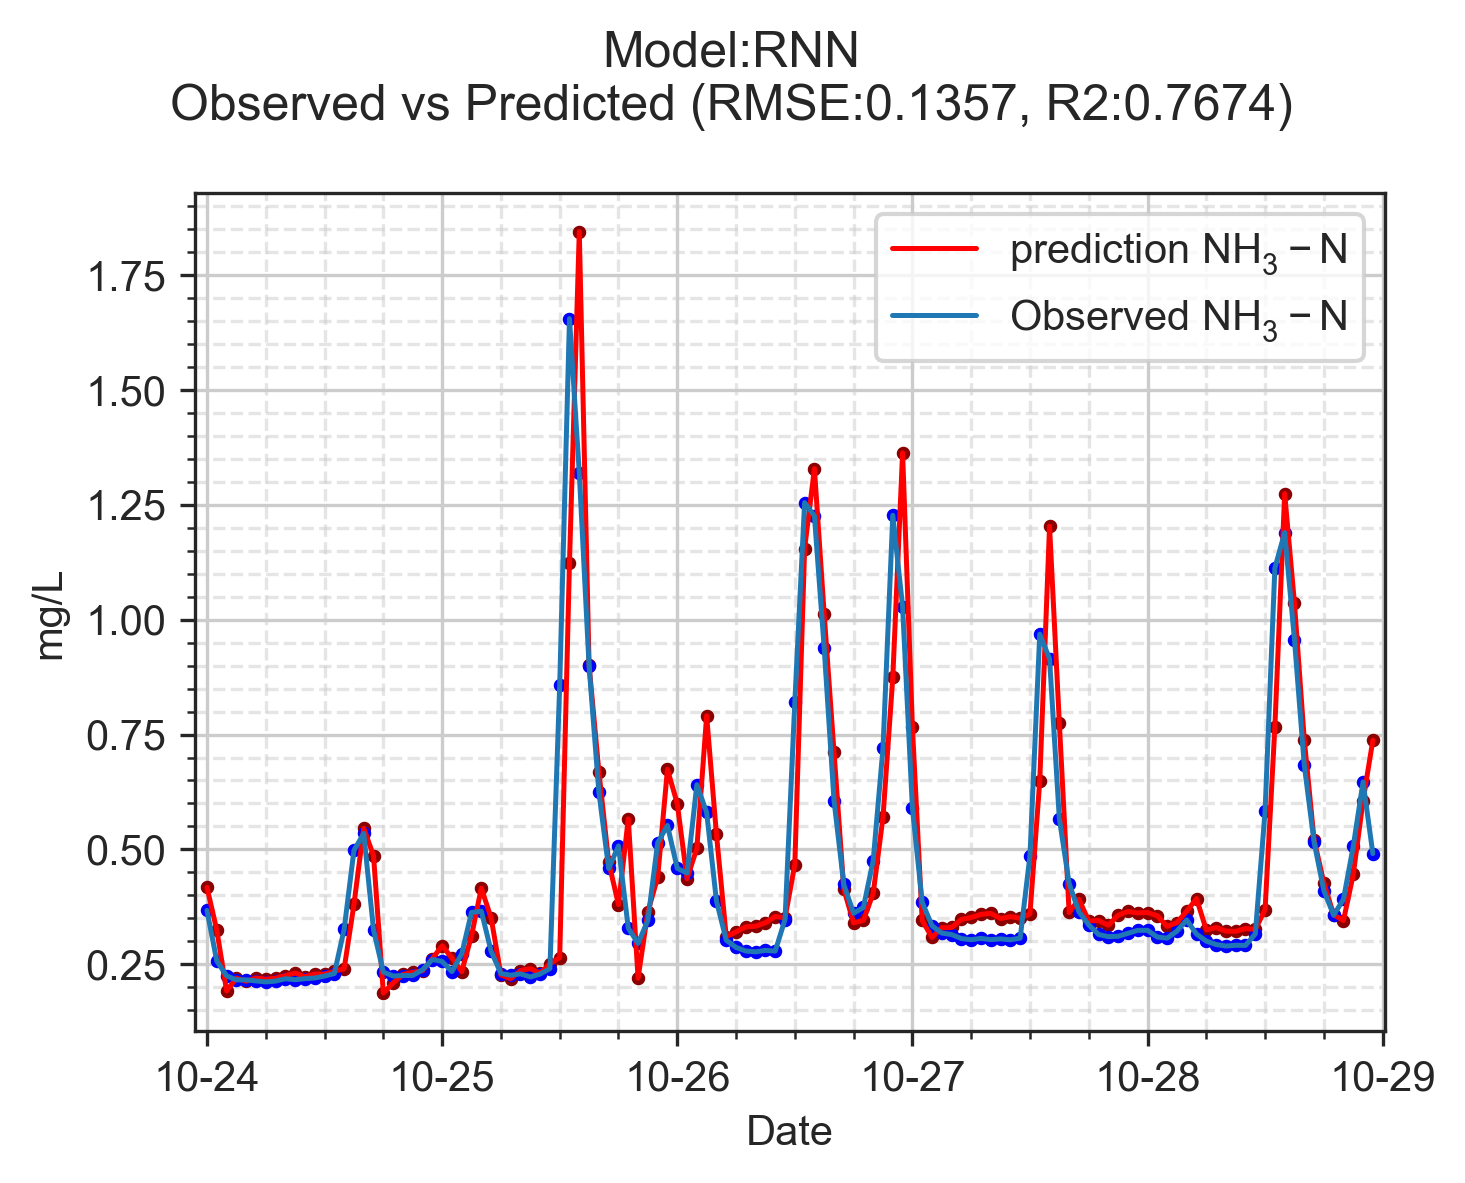 Model:RNN
Observed vs Predicted (RMSE:0.1357, R2:0.7674)
prediction NH₃ − N
Observed NH₃ − N
1.75
1.50
1.25
1.00
0.75
0.50
0.25
mg/L
10-24 10-25 10-26 10-27 10-28 10-29
Date